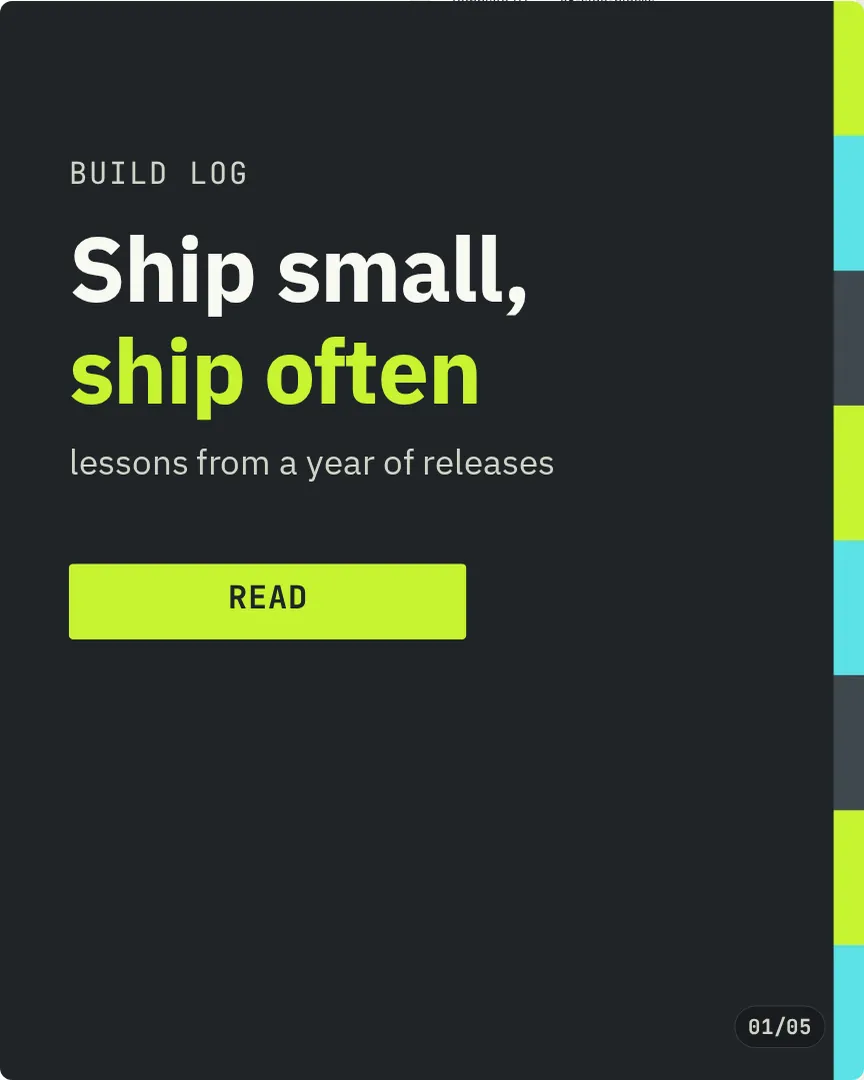 BUILD LOG
Ship small,
ship often
lessons from a year of releases
READ
01/05